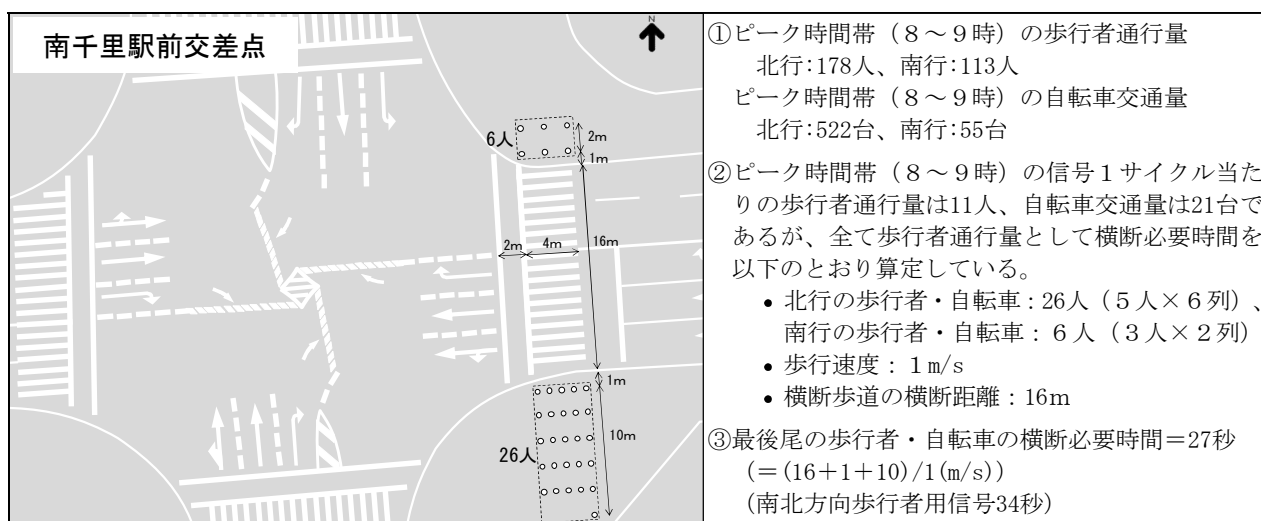 南千里駅前交差点
N
6人
2m
1m
2m
4m
16m
1m
10m
26人
①ピーク時間帯（８～９時）の歩行者通行量
北行:178人、南行:113人
ピーク時間帯（８～９時）の自転車交通量
北行:522台、南行:55台
②ピーク時間帯（８～９時）の信号１サイクル当た
りの歩行者通行量は11人、自転車交通量は21台で
あるが、全て歩行者通行量として横断必要時間を
以下のとおり算定している。
• 北行の歩行者・自転車：26人（５人×６列）、
南行の歩行者・自転車：６人（３人×２列）
• 歩行速度：１m/s
• 横断歩道の横断距離：16m
③最後尾の歩行者・自転車の横断必要時間＝27秒
（＝(16＋1＋10)/1(m/s)）
（南北方向歩行者用信号34秒）